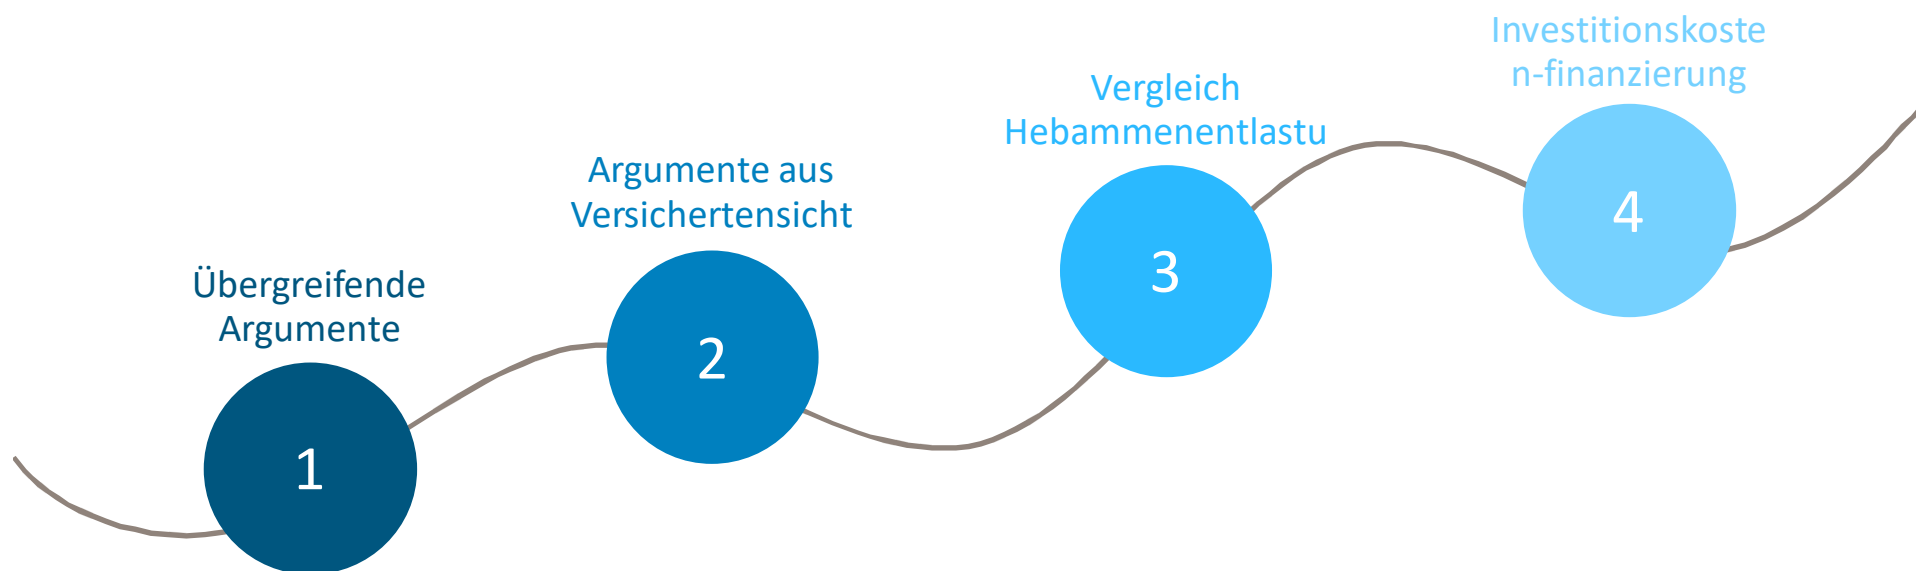 Übergreifende
Argumente
1
Argumente aus
Versichertensicht
2
Vergleich
Hebammenentlastu
3
Investitionskoste
n-finanzierung
4